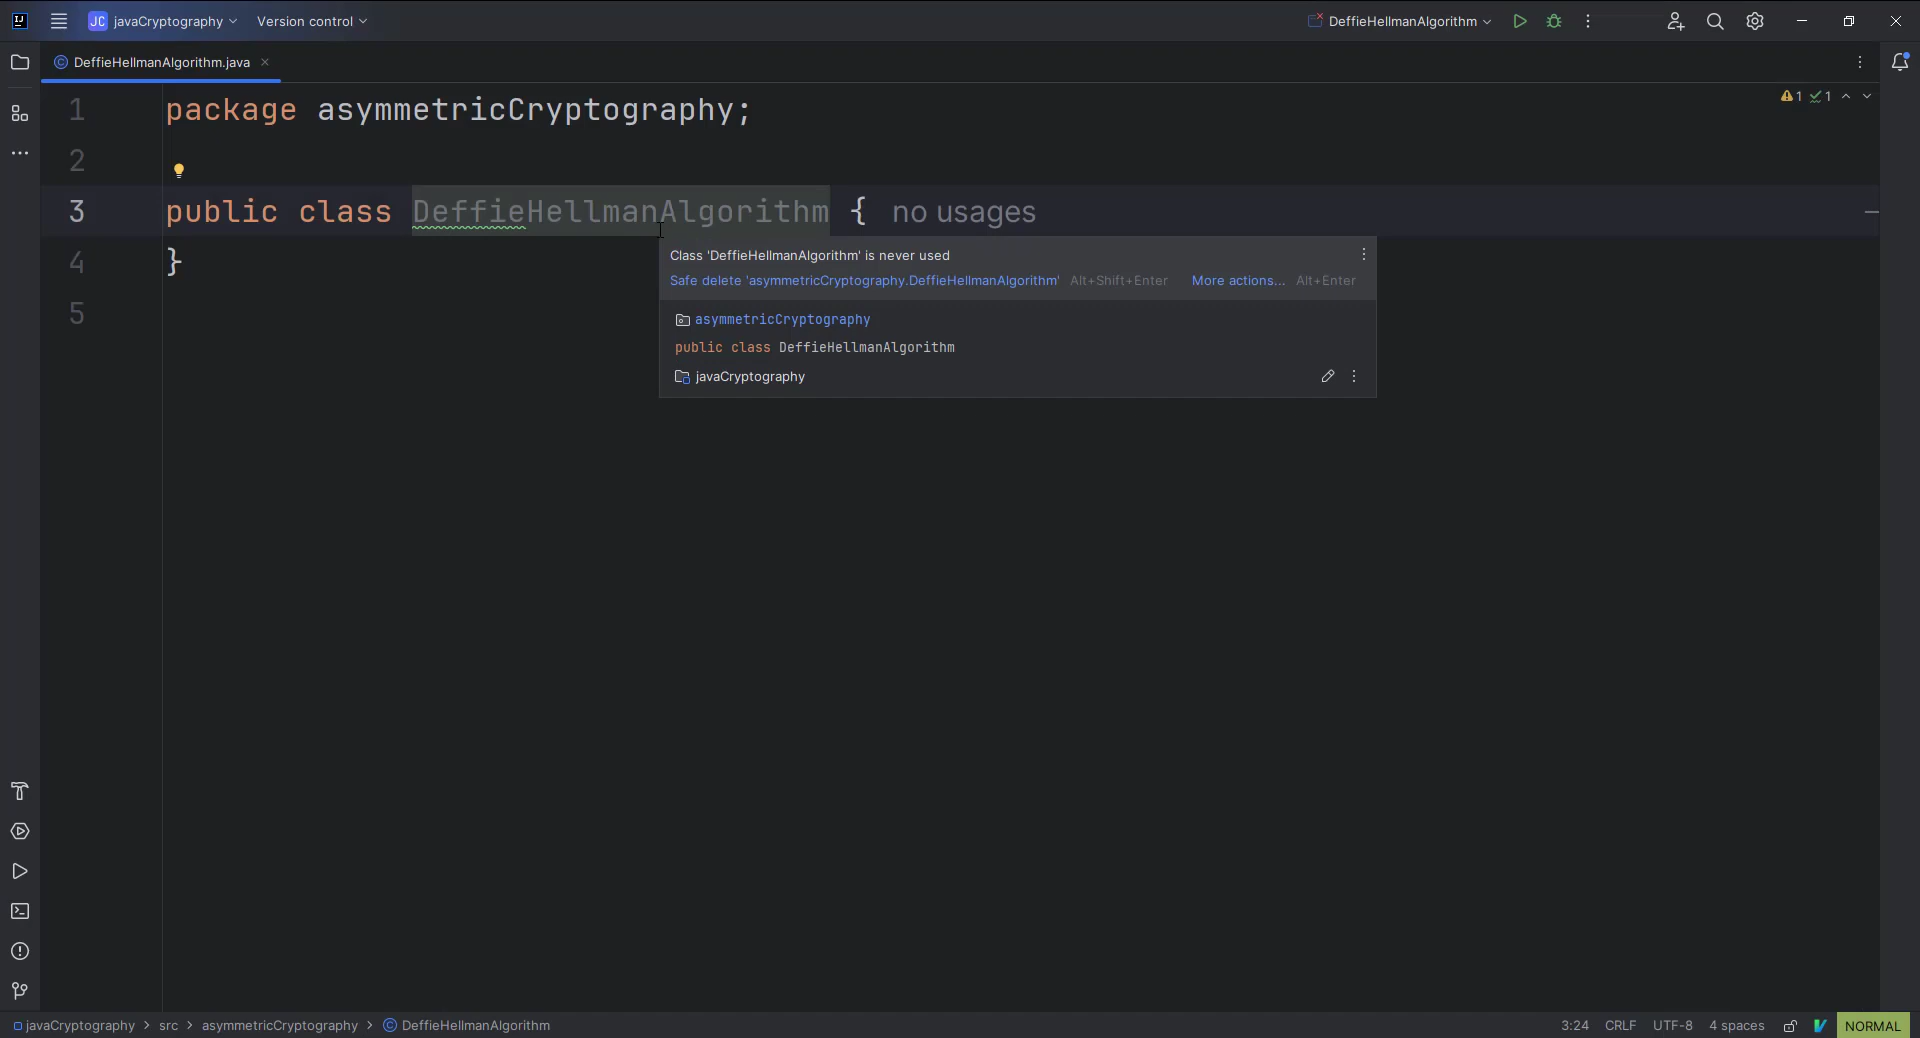 JC javaCryptography Version control DeffieHellmanAlgorithm
DeffieHellmanAlgorithm.java
1 package asymmetricCryptography; 1 1
2
3 public class DeffieHellmanAlgorithm { no usages
4 }
5
Class 'DeffieHellmanAlgorithm' is never used
Safe delete 'asymmetricCryptography.DeffieHellmanAlgorithm' Alt+Shift+Enter More actions... Alt+Enter
asymmetricCryptography
public class DeffieHellmanAlgorithm
javaCryptography
javaCryptography > src > asymmetricCryptography > DeffieHellmanAlgorithm 3:24 CRLF UTF-8 4 spaces NORMAL